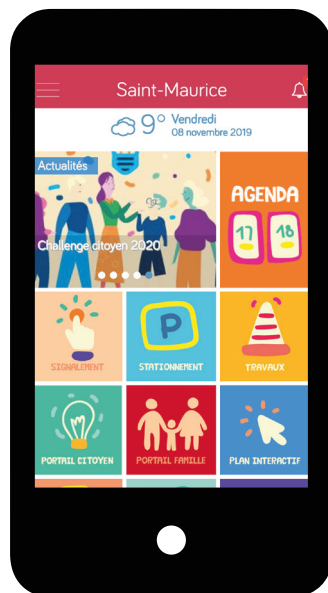 Saint-Maurice
9° Vendredi
08 novembre 2019
Actualités
Challenge citoyen 2020
AGENDA
17 18
SIGNALEMENT
STATIONNEMENT
P
TRAVAUX
PORTAIL CITOYEN
PORTAIL FAMILLE
PLAN INTERACTIF